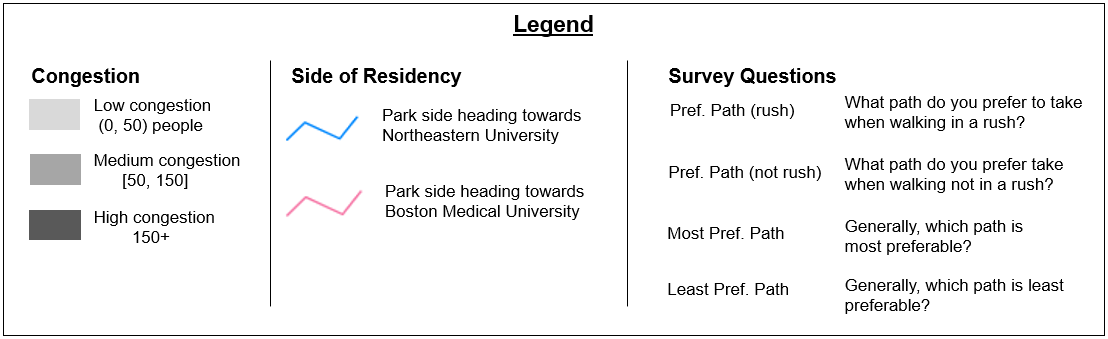 Legend
Congestion
Low congestion
(0, 50) people
Medium congestion
[50, 150]
High congestion
150+
Side of Residency
Park side heading towards
Northeastern University
Park side heading towards
Boston Medical University
Survey Questions
Pref. Path (rush)
What path do you prefer to take
when walking in a rush?
Pref. Path (not rush)
What path do you prefer take
when walking not in a rush?
Most Pref. Path
Generally, which path is
most preferable?
Least Pref. Path
Generally, which path is least
preferable?